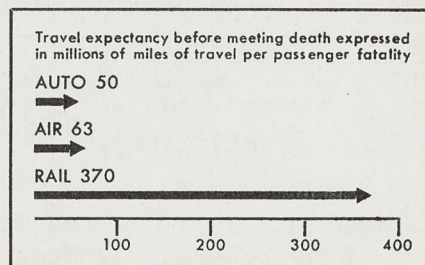 Travel expectancy before meeting death expressed
in millions of miles of travel per passenger fatality
AUTO 50
AIR 63
RAIL 370
100 200 300 400